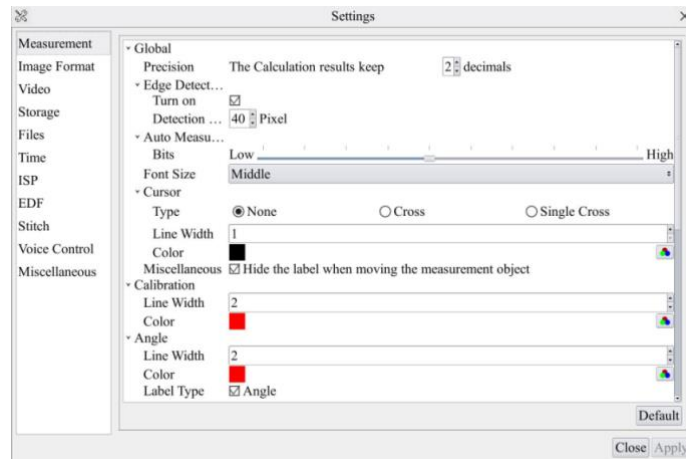 Settings
Measurement
Image Format
Video
Storage
Files
Time
ISP
EDF
Stitch
Voice Control
Miscellaneous
Global
Precision The Calculation results keep 2 decimals
Edge Detect...
Turn on
Detection ... 40 Pixel
Auto Measu...
Bits Low High
Font Size Middle
Cursor
Type None Cross Single Cross
Line Width 1
Color
Miscellaneous Hide the label when moving the measurement object
Calibration
Line Width 2
Color
Angle
Line Width 2
Color
Label Type Angle
Default
Close Apply